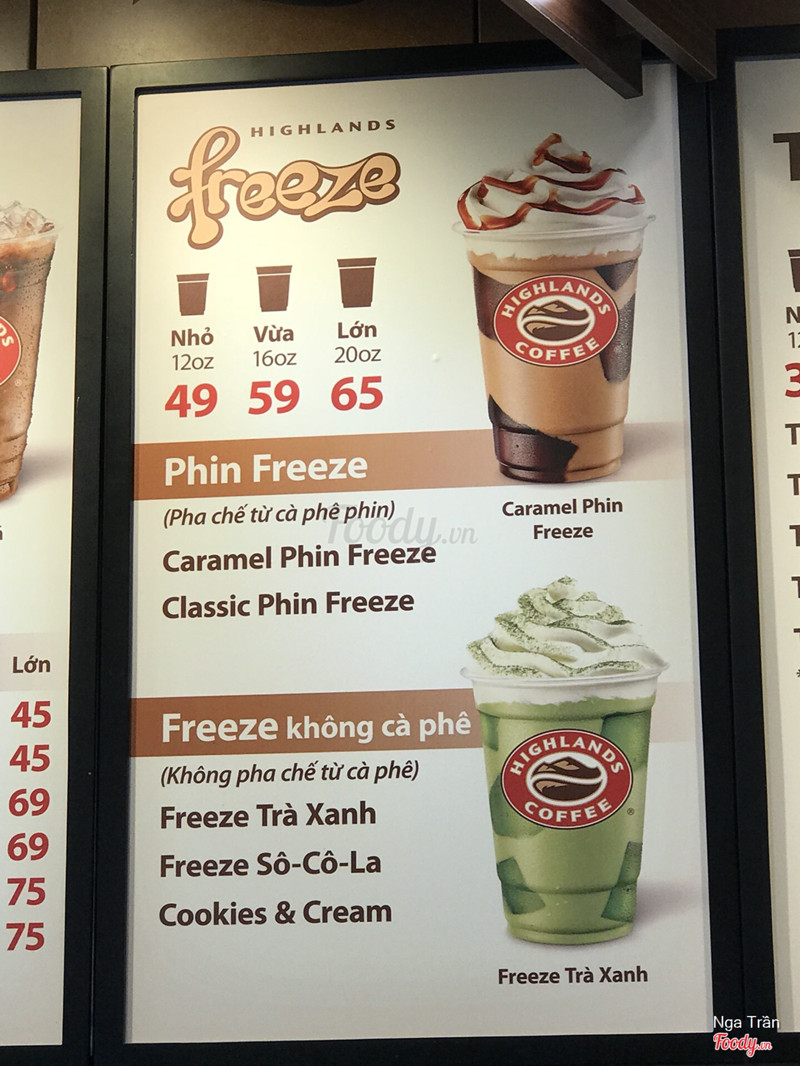 HIGHLANDS
freeze
Nhỏ
12oz
49
Vừa
16oz
59
Lớn
20oz
65
HIGHLANDS
COFFEE
Phin Freeze
(Pha chế từ cà phê phin)
Caramel Phin Freeze
Classic Phin Freeze
Caramel Phin
Freeze
Foody.vn
Freeze không cà phê
(Không pha chế từ cà phê)
Freeze Trà Xanh
Freeze Sô-Cô-La
Cookies & Cream
HIGHLANDS
COFFEE
®
Freeze Trà Xanh
Lớn
45
45
69
69
75
75
Nga Trần
Foody.vn